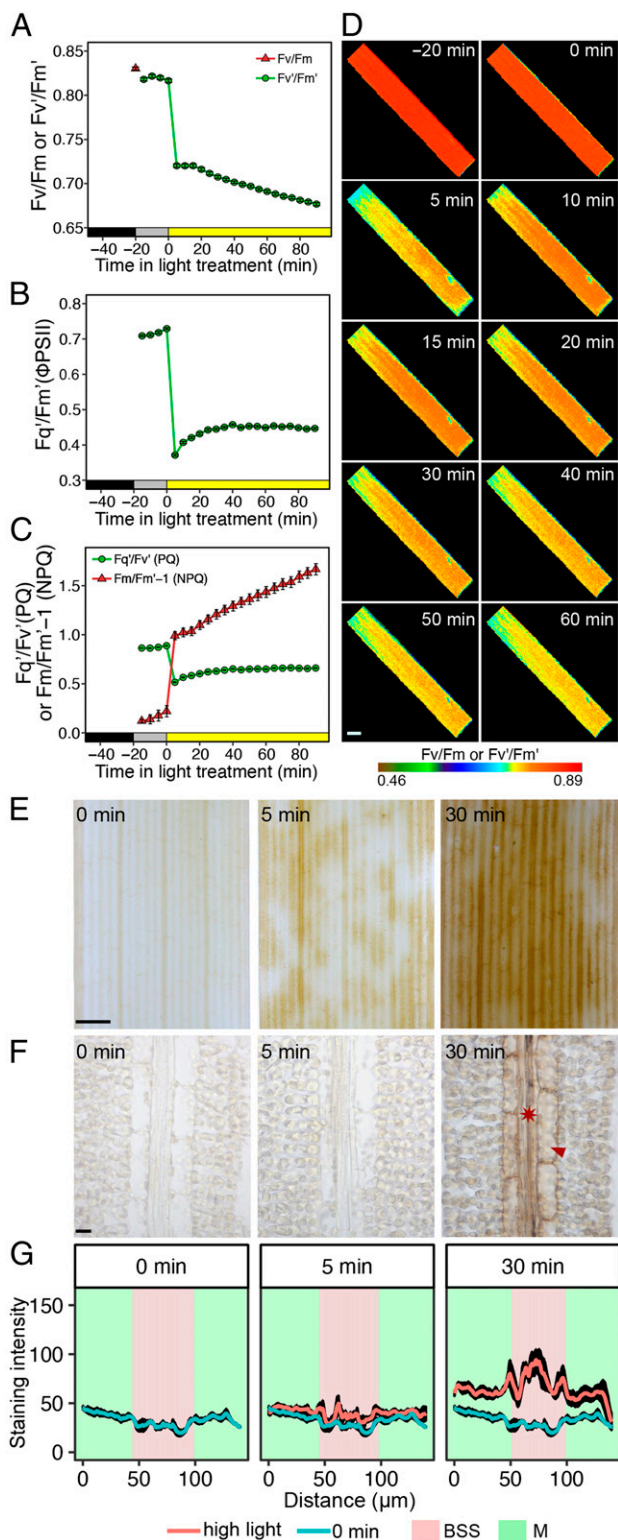 A
Fv/Fm or Fv'/Fm'
0.85
0.80
0.75
0.70
0.65
Fv/Fm
Fv'/Fm'
−40 −20 0 20 40 60 80
Time in light treatment (min)
B
Fq'/Fm'(ΦPSII)
0.8
0.7
0.6
0.5
0.4
0.3
−40 −20 0 20 40 60 80
Time in light treatment (min)
C
Fq'/Fv'(PQ)
or Fm/Fm'−1 (NPQ)
1.5
1.0
0.5
0.0
Fq'/Fv' (PQ)
Fm/Fm'−1 (NPQ)
−40 −20 0 20 40 60 80
Time in light treatment (min)
D
−20 min
0 min
5 min
10 min
15 min
20 min
30 min
40 min
50 min
60 min
Fv/Fm or Fv'/Fm'
0.46 0.89
E
0 min
5 min
30 min
F
0 min
5 min
30 min
G
0 min
5 min
30 min
Staining intensity
150
100
50
0
0 50 100
0 50 100
0 50 100
Distance (µm)
high light
0 min
BSS
M